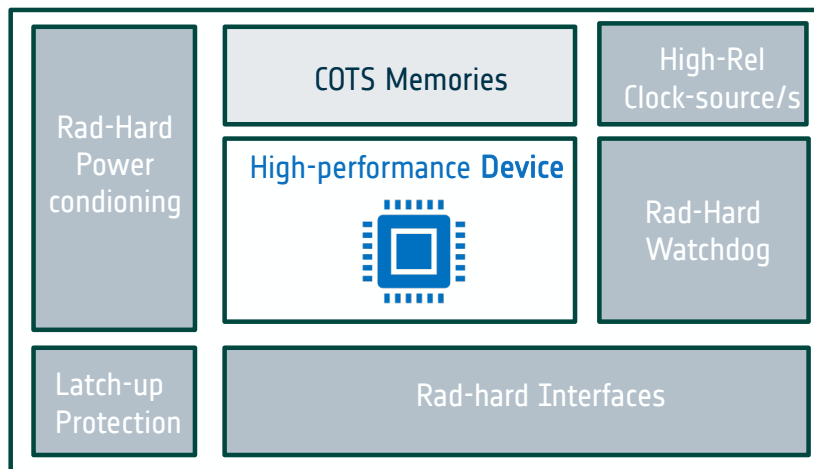 Rad-Hard
Power
condioning
COTS Memories
High-Rel
Clock-source/s
High-performance Device
Rad-Hard
Watchdog
Latch-up
Protection
Rad-hard Interfaces